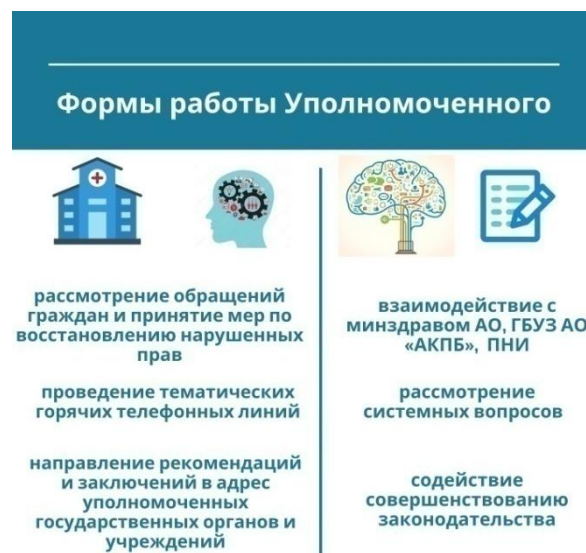 Формы работы Уполномоченного
рассмотрение обращений
граждан и принятие мер по
восстановлению нарушенных
прав
проведение тематических
горячих телефонных линий
направление рекомендаций
и заключений в адрес
уполномоченных
государственных органов и
учреждений
взаимодействие с
минздравом АО, ГБУЗ АО
«АКПБ», ПНИ
рассмотрение
системных вопросов
содействие
совершенствованию
законодательства